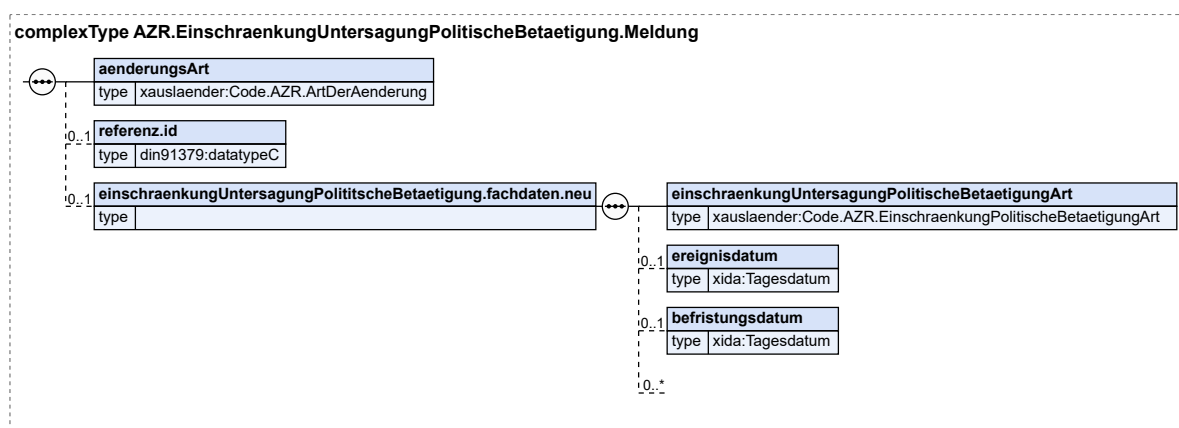 complexType AZR.EinschraenkungUntersagungPolitischeBetaetigung.Meldung
aenderungsArt
type xauslaender:Code.AZR.ArtDerAenderung
0..1 referenz.id
type din91379:datatypeC
0..1 einschraenkungUntersagungPolititscheBetaetigung.fachdaten.neu
type
einschraenkungUntersagungPolitischeBetaetigungArt
type xauslaender:Code.AZR.EinschraenkungPolitischeBetaetigungArt
0..1 ereignisdatum
type xida:Tagesdatum
0..1 befristungsdatum
type xida:Tagesdatum
0..*